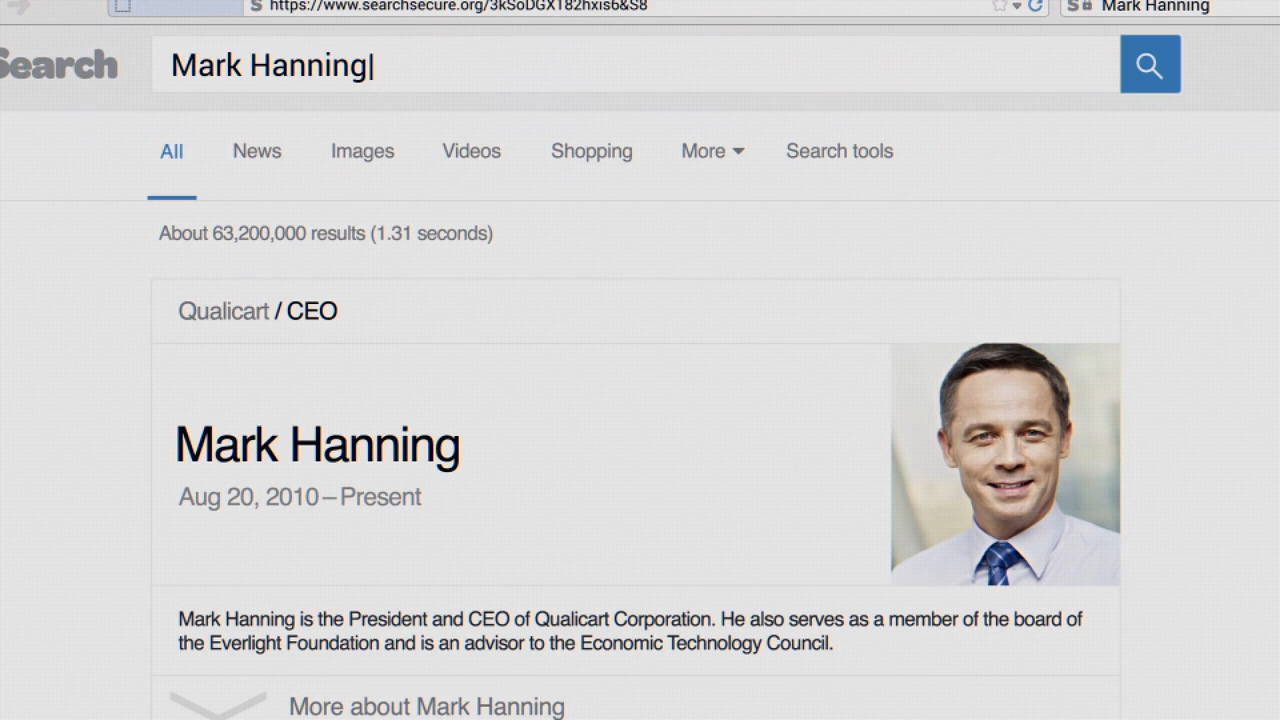 https://www.searchsecure.org/3kSoDGX182hxis6&S8
Mark Hanning
Search
Mark Hanning
All News Images Videos Shopping More Search tools
About 63,200,000 results (1.31 seconds)
Qualicart / CEO
Mark Hanning
Aug 20, 2010 – Present
Mark Hanning is the President and CEO of Qualicart Corporation. He also serves as a member of the board of
the Everlight Foundation and is an advisor to the Economic Technology Council.
More about Mark Hanning